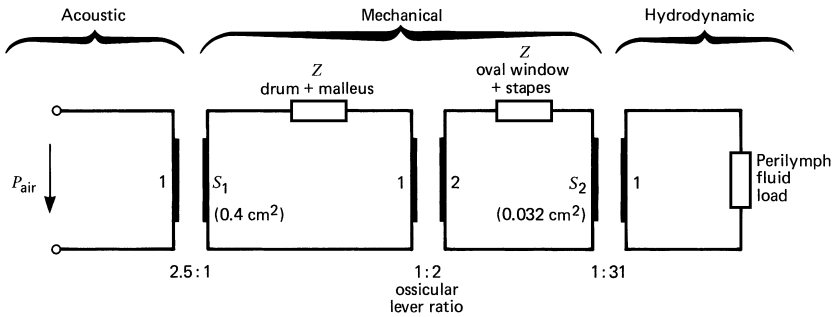 Acoustic
Mechanical
Hydrodynamic
Z
drum + malleus
Z
oval window
+ stapes
Pair
1
S1
(0.4 cm2)
1
2
S2
(0.032 cm2)
1
Perilymph
fluid
load
2.5 : 1
1 : 2
ossicular
lever ratio
1 : 31